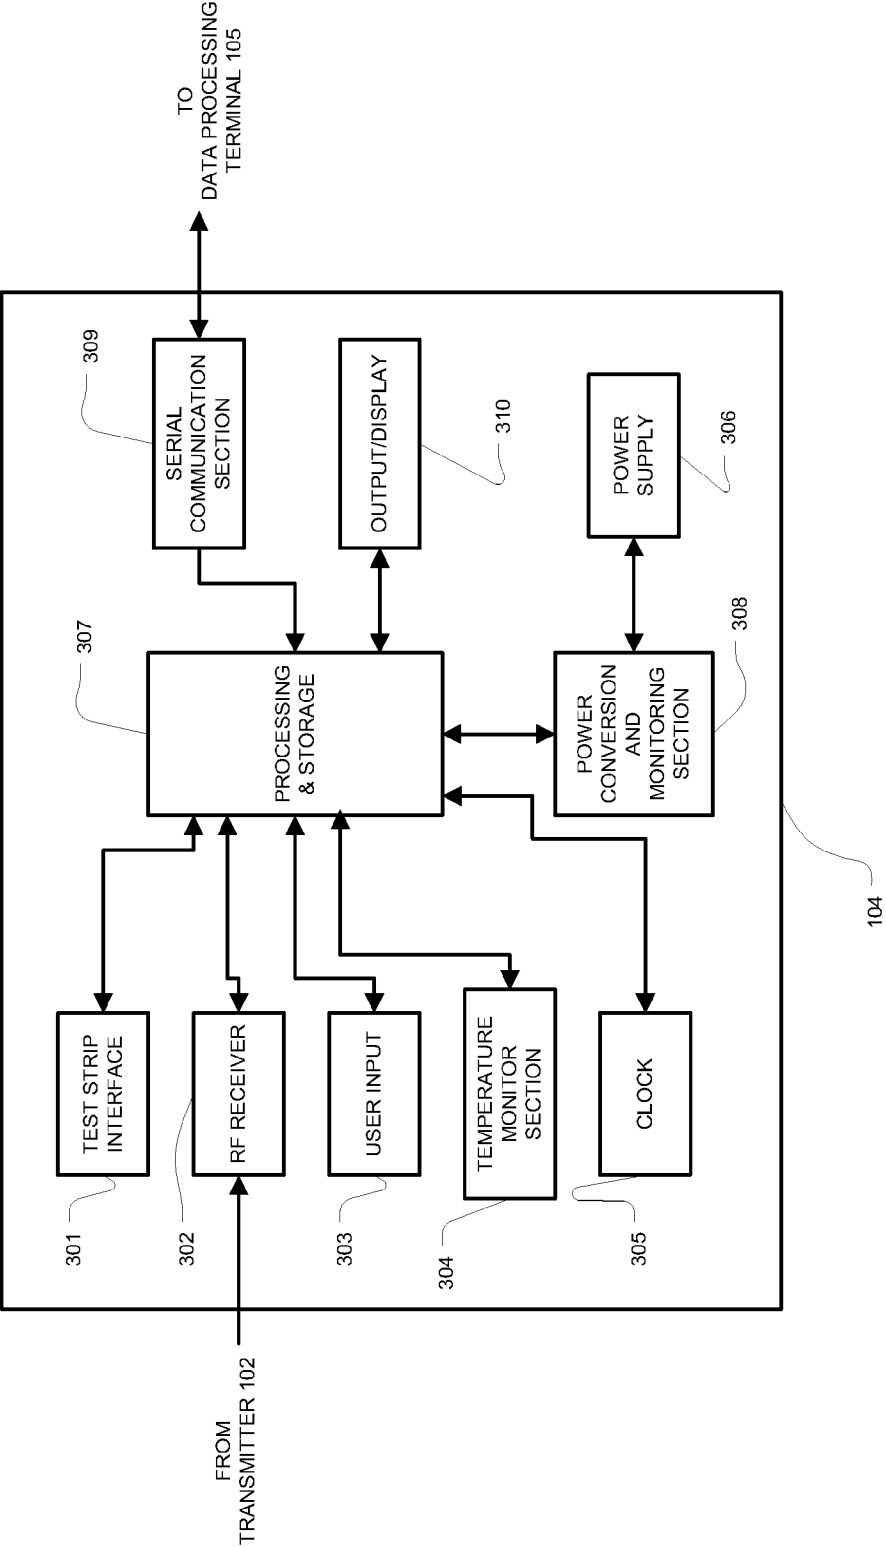 FROM
TRANSMITTER 102
301
TEST STRIP
INTERFACE
302
RF RECEIVER
303
USER INPUT
304
TEMPERATURE
MONITOR
SECTION
305
CLOCK
307
PROCESSING
& STORAGE
POWER
CONVERSION
AND
MONITORING
SECTION
308
309
SERIAL
COMMUNICATION
SECTION
OUTPUT/DISPLAY
310
POWER
SUPPLY
306
TO
DATA PROCESSING
TERMINAL 105
104